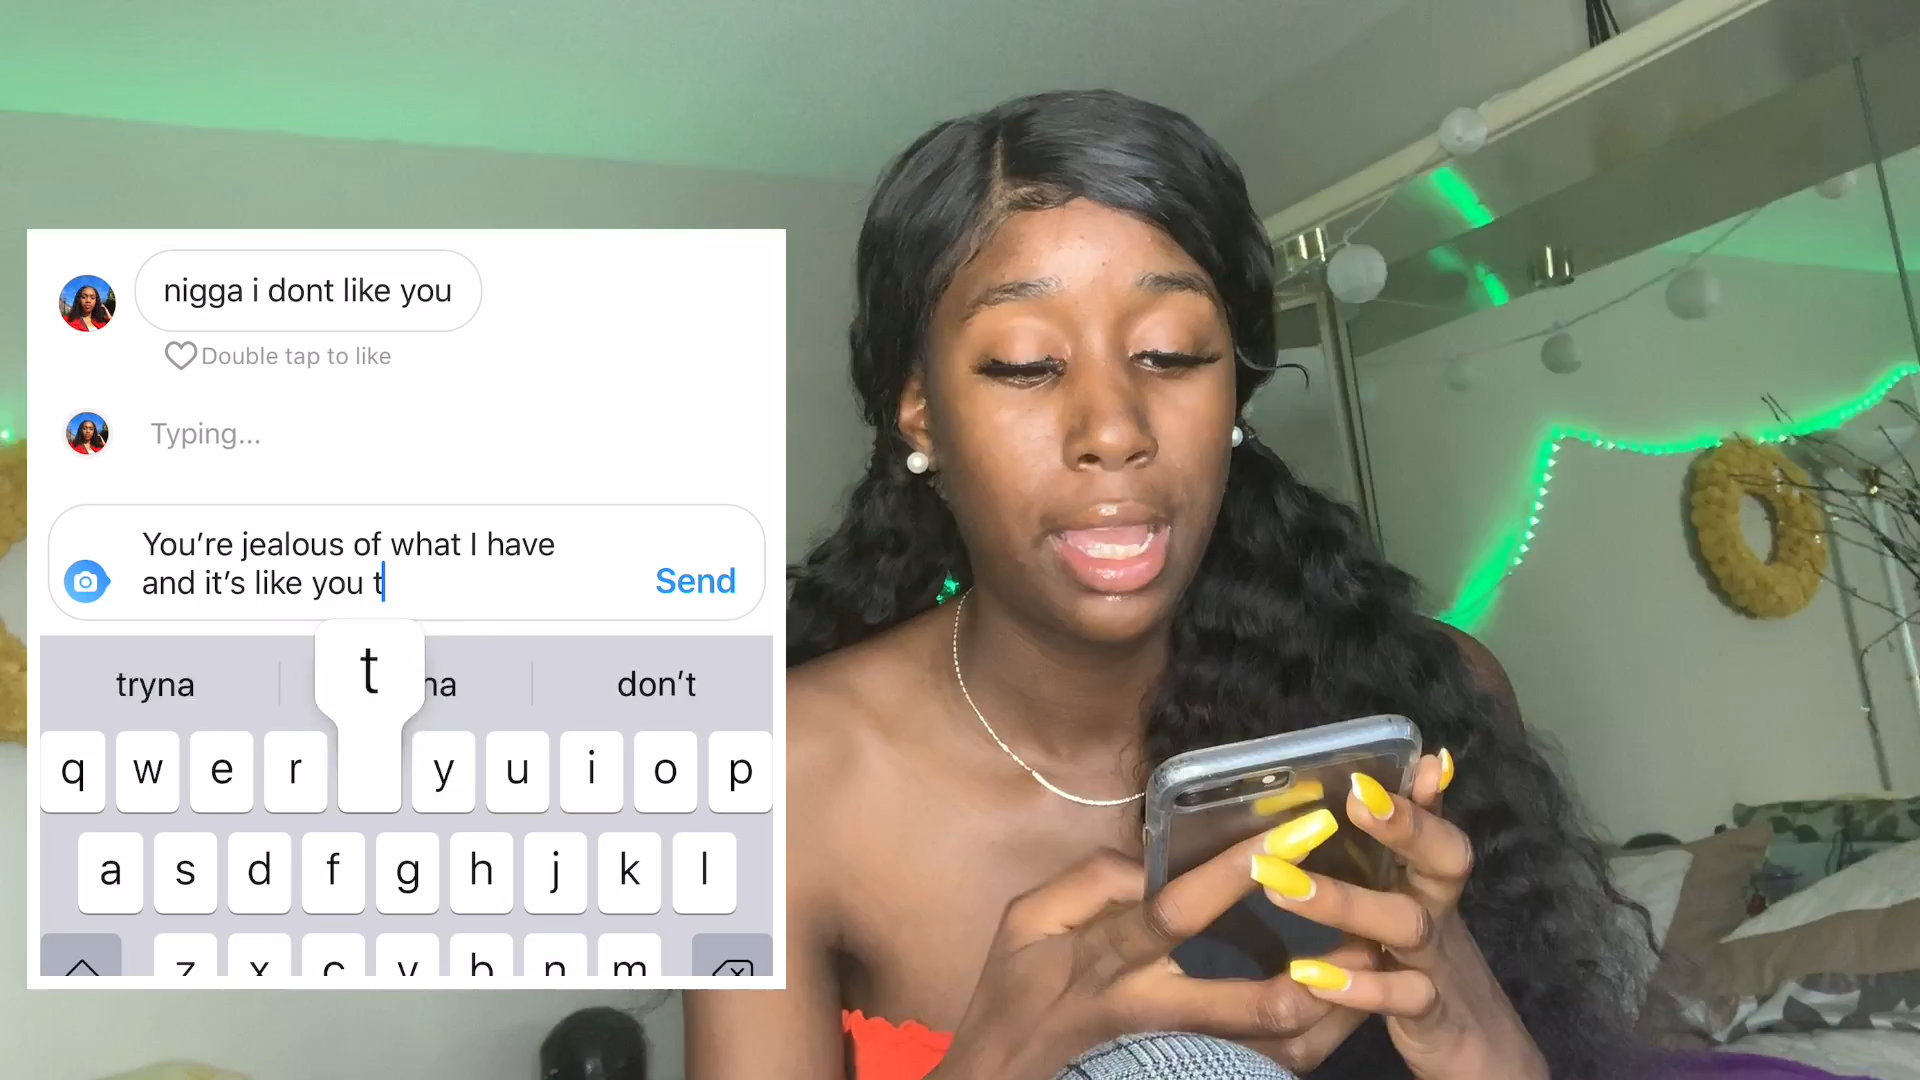 nigga i dont like you
Double tap to like
Typing...
You’re jealous of what I have
and it’s like you t
Send
tryna
t
na
don’t
q w e r y u i o p
a s d f g h j k l
z x c v b n m